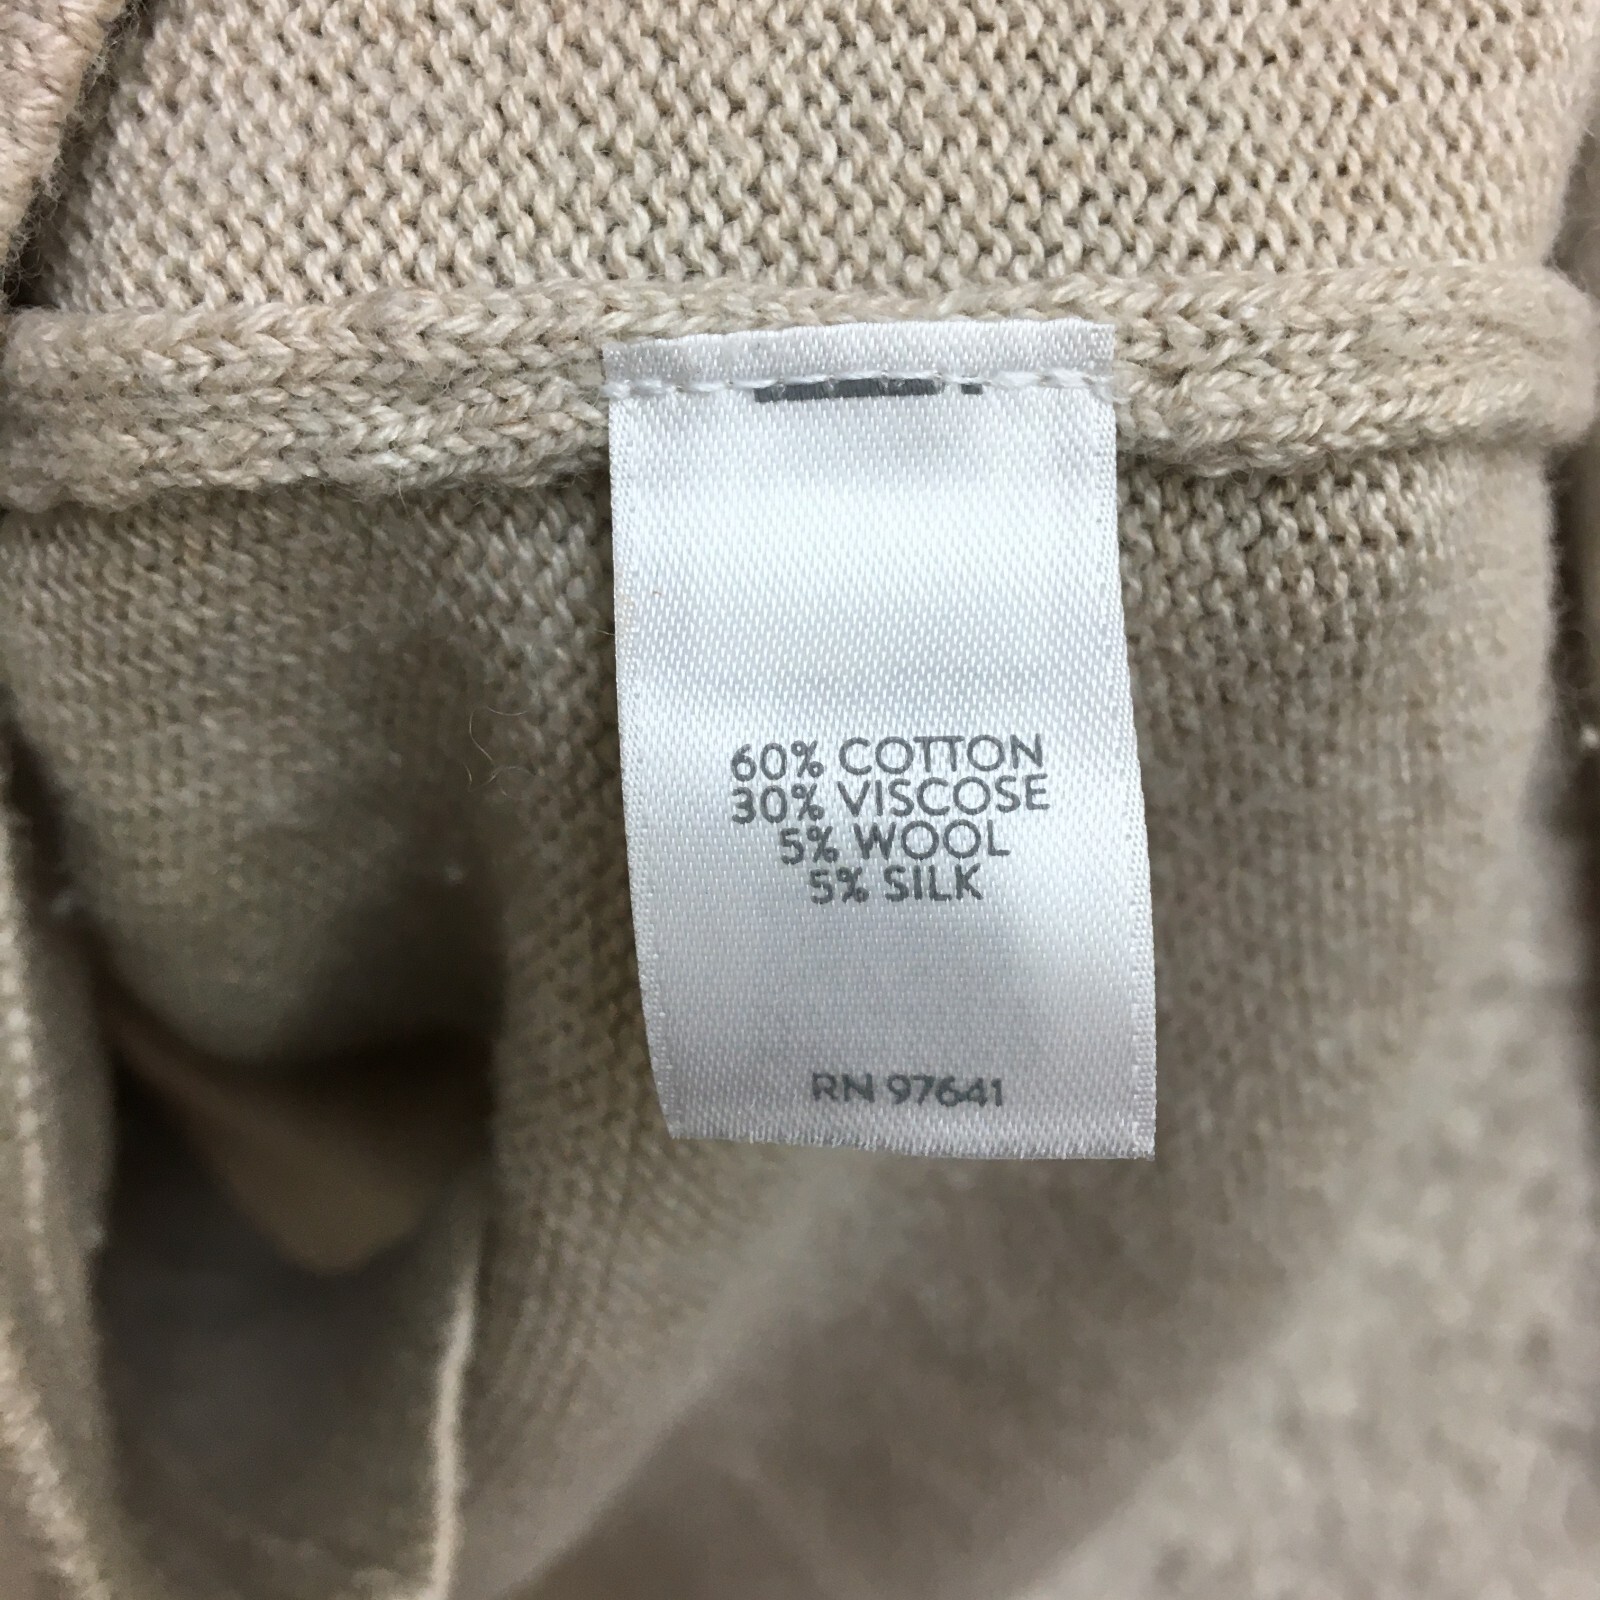 60% COTTON
30% VISCOSE
5% WOOL
5% SILK
RN 97641